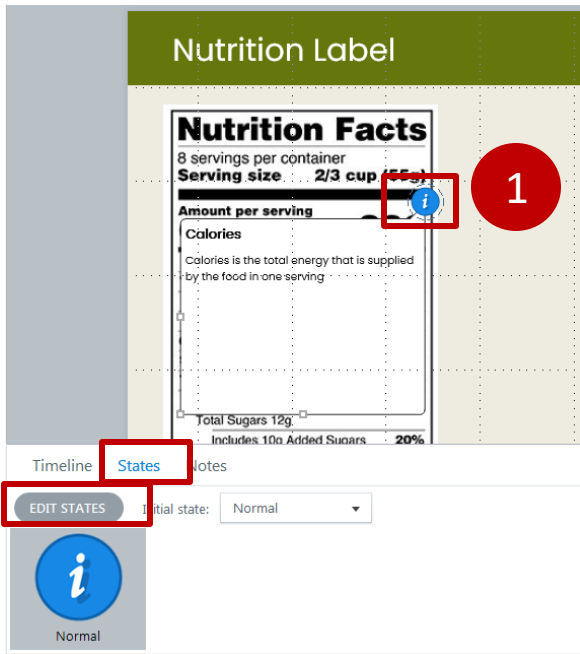 Nutrition Label
Nutrition Facts
8 servings per container
Serving size 2/3 cup (55g)
i
1
Amount per serving
Calories
Calories is the total energy that is supplied
by the food in one serving
Total Sugars 12g
Includes 10g Added Sugars 20%
Timeline States Notes
EDIT STATES Initial state: Normal
i
Normal